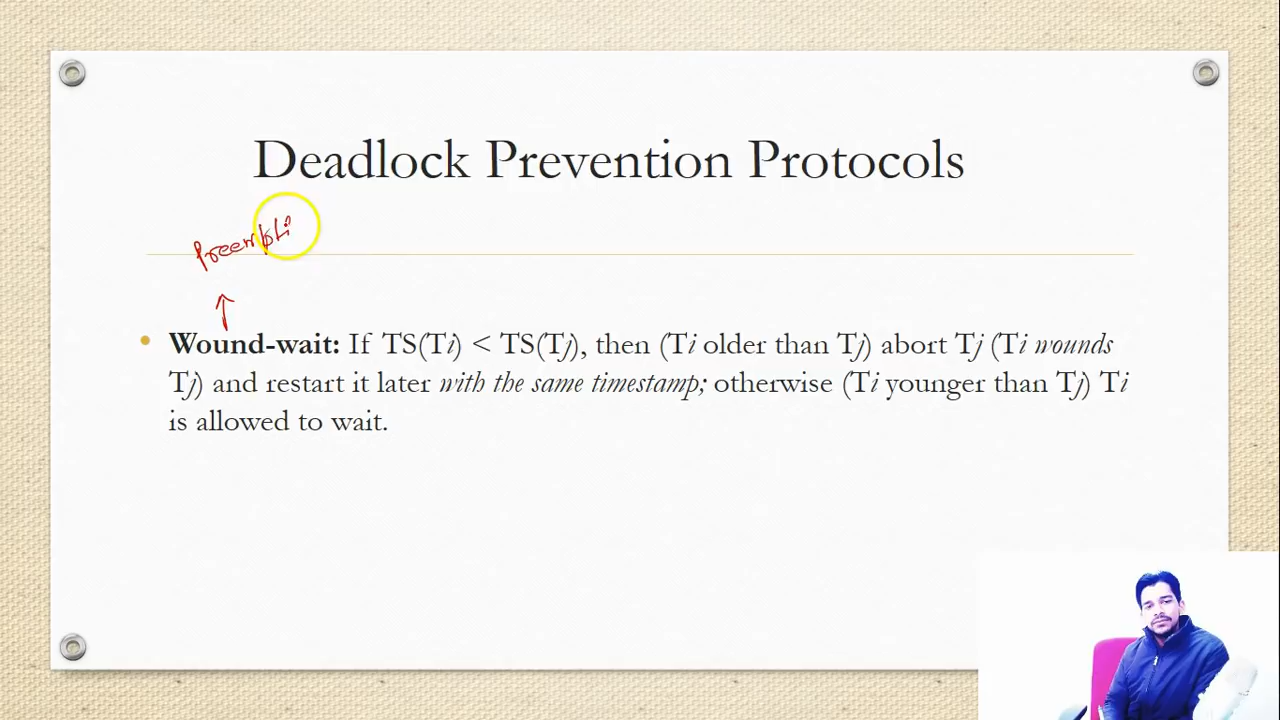 Deadlock Prevention Protocols
Preempti
• Wound-wait: If TS(Ti) < TS(Tj), then (Ti older than Tj) abort Tj (Ti wounds
Tj) and restart it later with the same timestamp; otherwise (Ti younger than Tj) Ti
is allowed to wait.